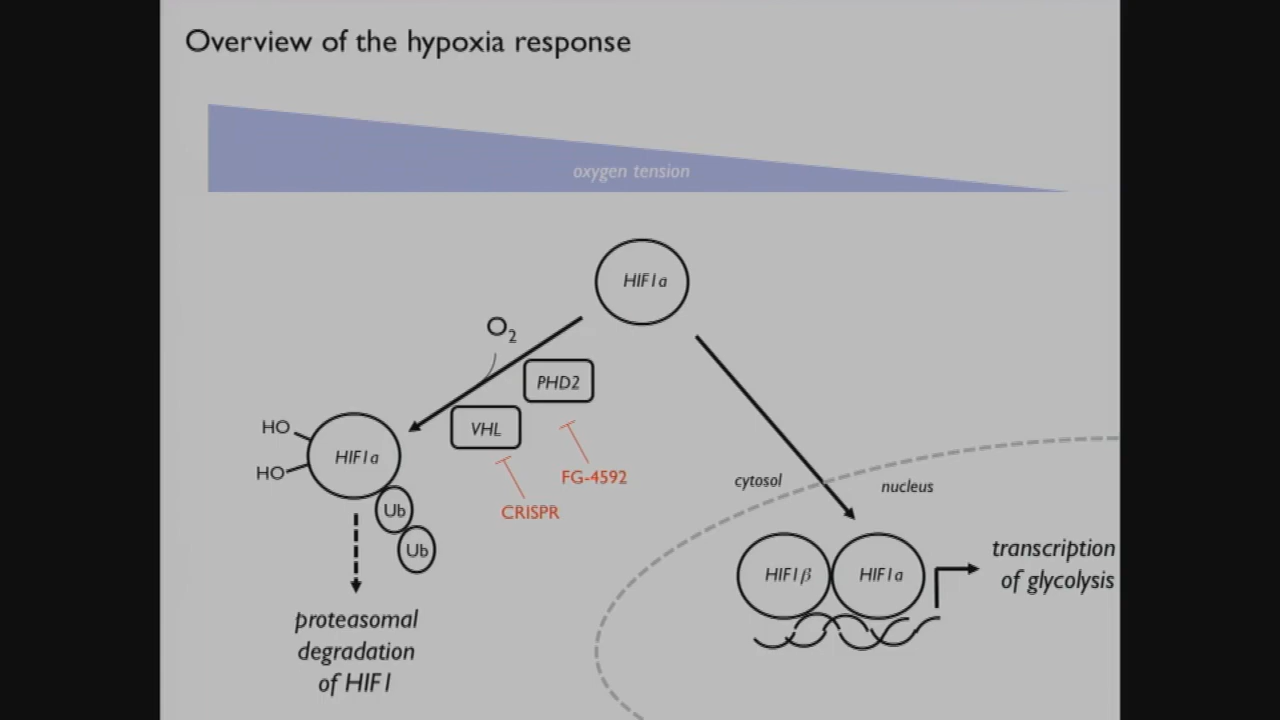 Overview of the hypoxia response
oxygen tension
HIF1a
O2
PHD2
VHL
HO
HO
HIF1a
FG-4592
CRISPR
Ub
Ub
cytosol
nucleus
proteasomal
degradation
of HIF1
HIF1β
HIF1a
transcription
of glycolysis